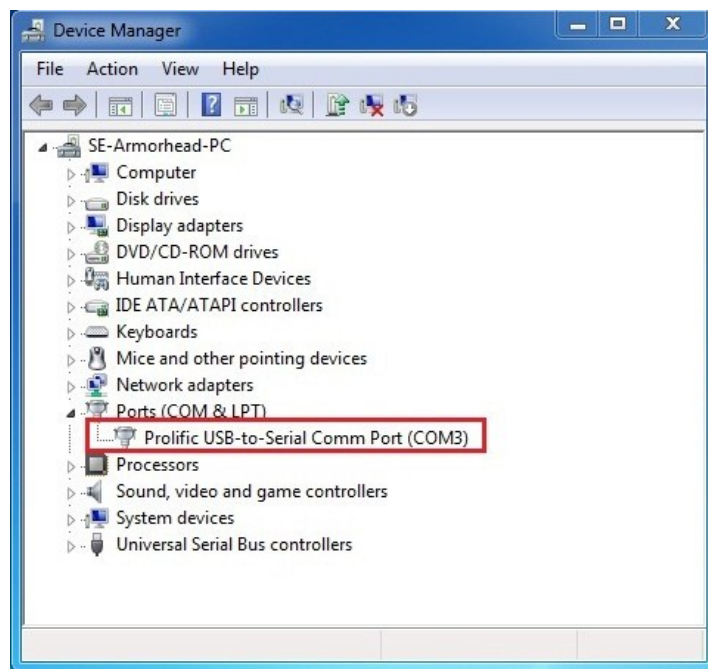 Device Manager
File Action View Help
SE-Armorhead-PC
Computer
Disk drives
Display adapters
DVD/CD-ROM drives
Human Interface Devices
IDE ATA/ATAPI controllers
Keyboards
Mice and other pointing devices
Network adapters
Ports (COM & LPT)
Prolific USB-to-Serial Comm Port (COM3)
Processors
Sound, video and game controllers
System devices
Universal Serial Bus controllers